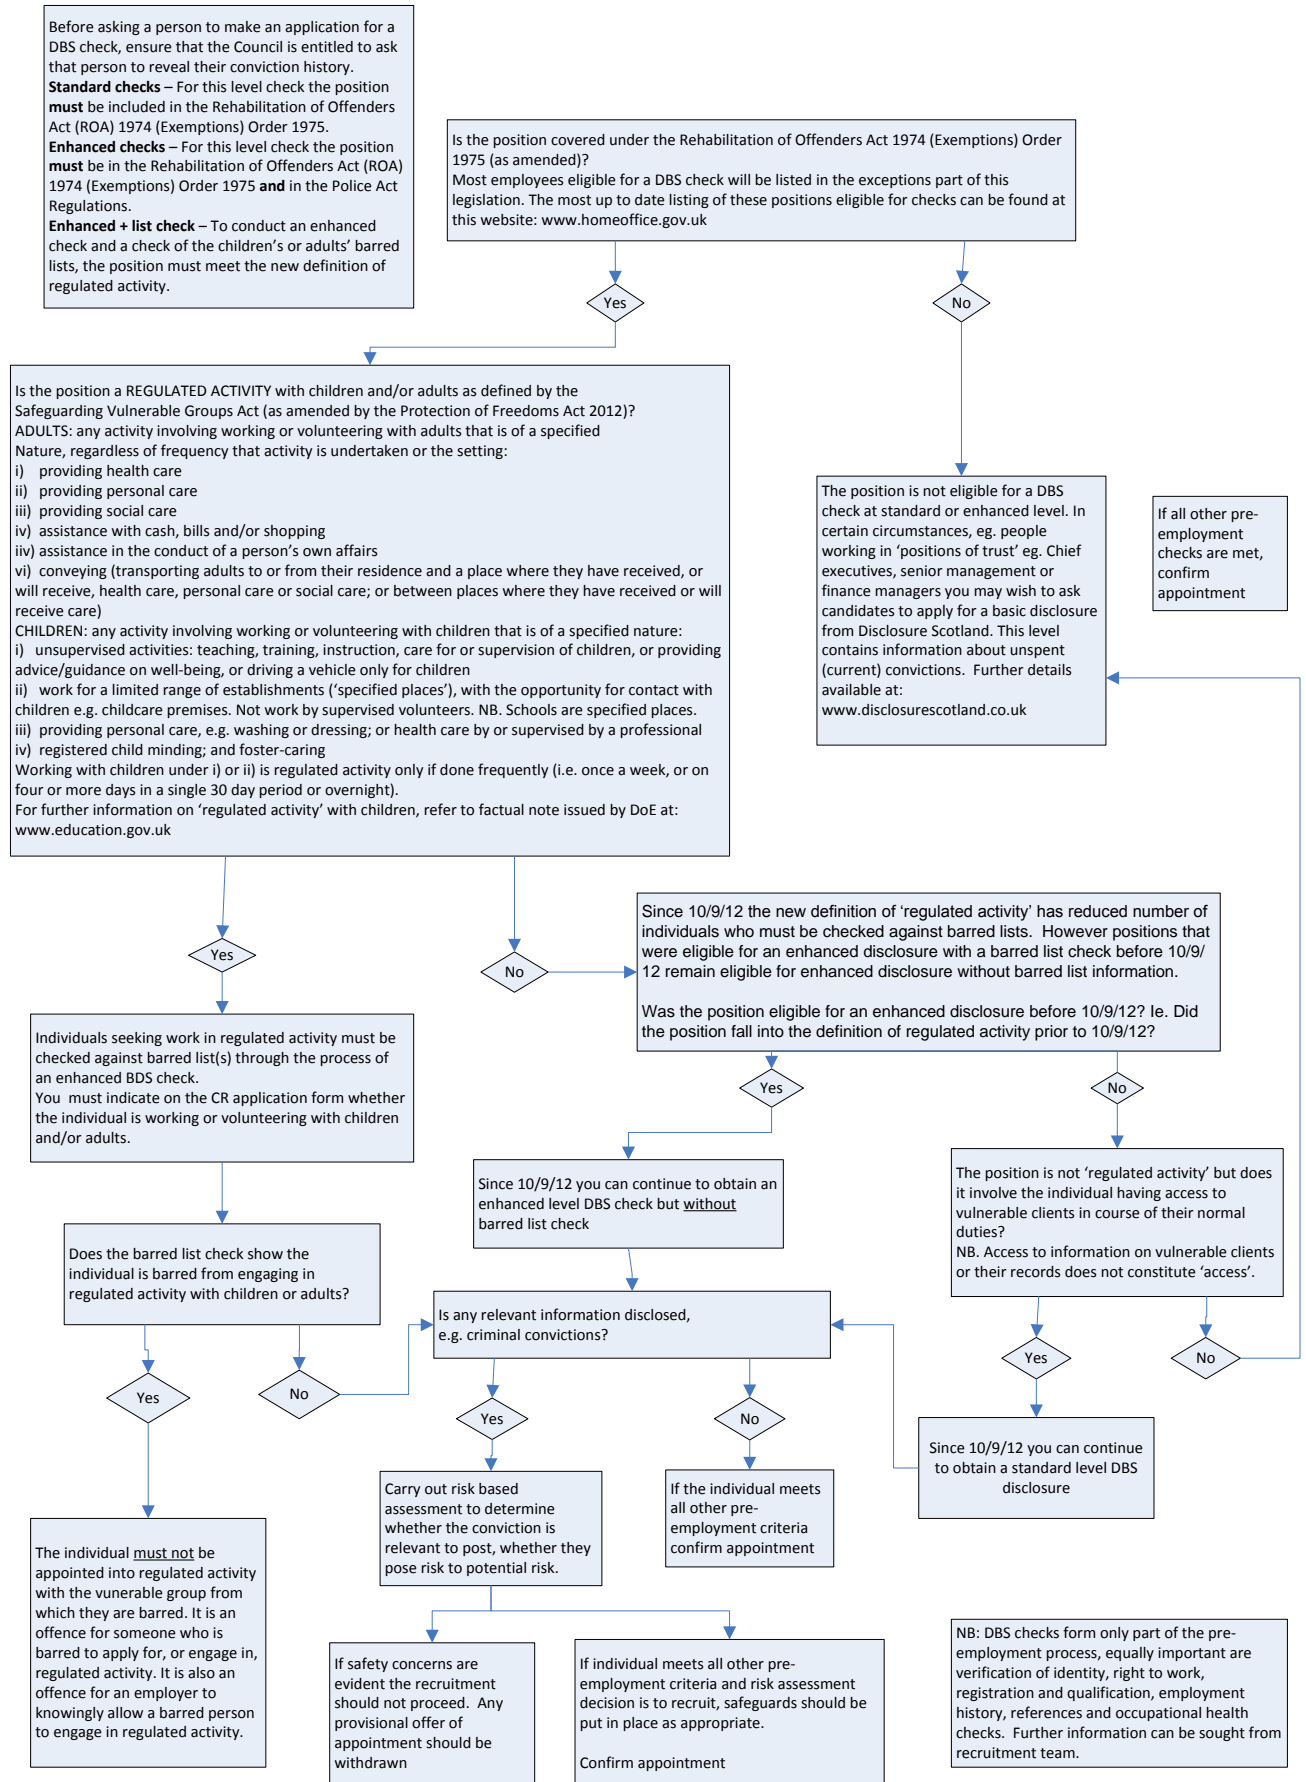 Before asking a person to make an application for a
DBS check, ensure that the Council is entitled to ask
that person to reveal their conviction history.
Standard checks – For this level check the position
must be included in the Rehabilitation of Offenders
Act (ROA) 1974 (Exemptions) Order 1975.
Enhanced checks – For this level check the position
must be in the Rehabilitation of Offenders Act (ROA)
1974 (Exemptions) Order 1975 and in the Police Act
Regulations.
Enhanced + list check – To conduct an enhanced
check and a check of the children's or adults' barred
lists, the position must meet the new definition of
regulated activity.
Is the position covered under the Rehabilitation of Offenders Act 1974 (Exemptions) Order
1975 (as amended)?
Most employees eligible for a DBS check will be listed in the exceptions part of this
legislation. The most up to date listing of these positions eligible for checks can be found at
this website: www.homeoffice.gov.uk
Yes
No
Is the position a REGULATED ACTIVITY with children and/or adults as defined by the
Safeguarding Vulnerable Groups Act (as amended by the Protection of Freedoms Act 2012)?
ADULTS: any activity involving working or volunteering with adults that is of a specified
Nature, regardless of frequency that activity is undertaken or the setting:
i) providing health care
ii) providing personal care
iii) providing social care
iv) assistance with cash, bills and/or shopping
iiv) assistance in the conduct of a person's own affairs
vi) conveying (transporting adults to or from their residence and a place where they have received, or
will receive, health care, personal care or social care; or between places where they have received or will
receive care)
CHILDREN: any activity involving working or volunteering with children that is of a specified nature:
i) unsupervised activities: teaching, training, instruction, care for or supervision of children, or providing
advice/guidance on well-being, or driving a vehicle only for children
ii) work for a limited range of establishments ('specified places'), with the opportunity for contact with
children e.g. childcare premises. Not work by supervised volunteers. NB. Schools are specified places.
iii) providing personal care, e.g. washing or dressing; or health care by or supervised by a professional
iv) registered child minding; and foster-caring
Working with children under i) or ii) is regulated activity only if done frequently (i.e. once a week, or on
four or more days in a single 30 day period or overnight).
For further information on 'regulated activity' with children, refer to factual note issued by DoE at:
www.education.gov.uk
The position is not eligible for a DBS
check at standard or enhanced level. In
certain circumstances, eg. people
working in 'positions of trust' eg. Chief
executives, senior management or
finance managers you may wish to ask
candidates to apply for a basic disclosure
from Disclosure Scotland. This level
contains information about unspent
(current) convictions. Further details
available at:
www.disclosurescotland.co.uk
If all other pre-
employment
checks are met,
confirm
appointment
Yes
No
Since 10/9/12 the new definition of 'regulated activity' has reduced number of
individuals who must be checked against barred lists. However positions that
were eligible for an enhanced disclosure with a barred list check before 10/9/
12 remain eligible for enhanced disclosure without barred list information.
Was the position eligible for an enhanced disclosure before 10/9/12? Ie. Did
the position fall into the definition of regulated activity prior to 10/9/12?
Individuals seeking work in regulated activity must be
checked against barred list(s) through the process of
an enhanced BDS check.
You must indicate on the CR application form whether
the individual is working or volunteering with children
and/or adults.
Yes
No
Since 10/9/12 you can continue to obtain an
enhanced level DBS check but without
barred list check
The position is not 'regulated activity' but does
it involve the individual having access to
vulnerable clients in course of their normal
duties?
NB. Access to information on vulnerable clients
or their records does not constitute 'access'.
Does the barred list check show the
individual is barred from engaging in
regulated activity with children or adults?
Is any relevant information disclosed,
e.g. criminal convictions?
Yes
No
Yes
No
Yes
No
Since 10/9/12 you can continue
to obtain a standard level DBS
disclosure
Carry out risk based
assessment to determine
whether the conviction is
relevant to post, whether they
pose risk to potential risk.
If the individual meets
all other pre-
employment criteria
confirm appointment
The individual must not be
appointed into regulated activity
with the vunerable group from
which they are barred. It is an
offence for someone who is
barred to apply for, or engage in,
regulated activity. It is also an
offence for an employer to
knowingly allow a barred person
to engage in regulated activity.
If safety concerns are
evident the recruitment
should not proceed. Any
provisional offer of
appointment should be
withdrawn
If individual meets all other pre-
employment criteria and risk assessment
decision is to recruit, safeguards should be
put in place as appropriate.
Confirm appointment
NB: DBS checks form only part of the pre-
employment process, equally important are
verification of identity, right to work,
registration and qualification, employment
history, references and occupational health
checks. Further information can be sought from
recruitment team.